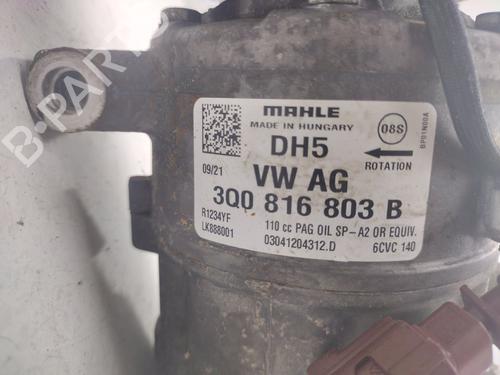 MAHLE
MADE IN HUNGARY
08S
BP01N00A
DH5
ROTATION
09/21
VW AG
3Q0 816 803 B
R1234YF
110 cc PAG OIL SP-A2 OR EQUIV.
LK888001
03041204312.D
6CVC 140
B-PARTS